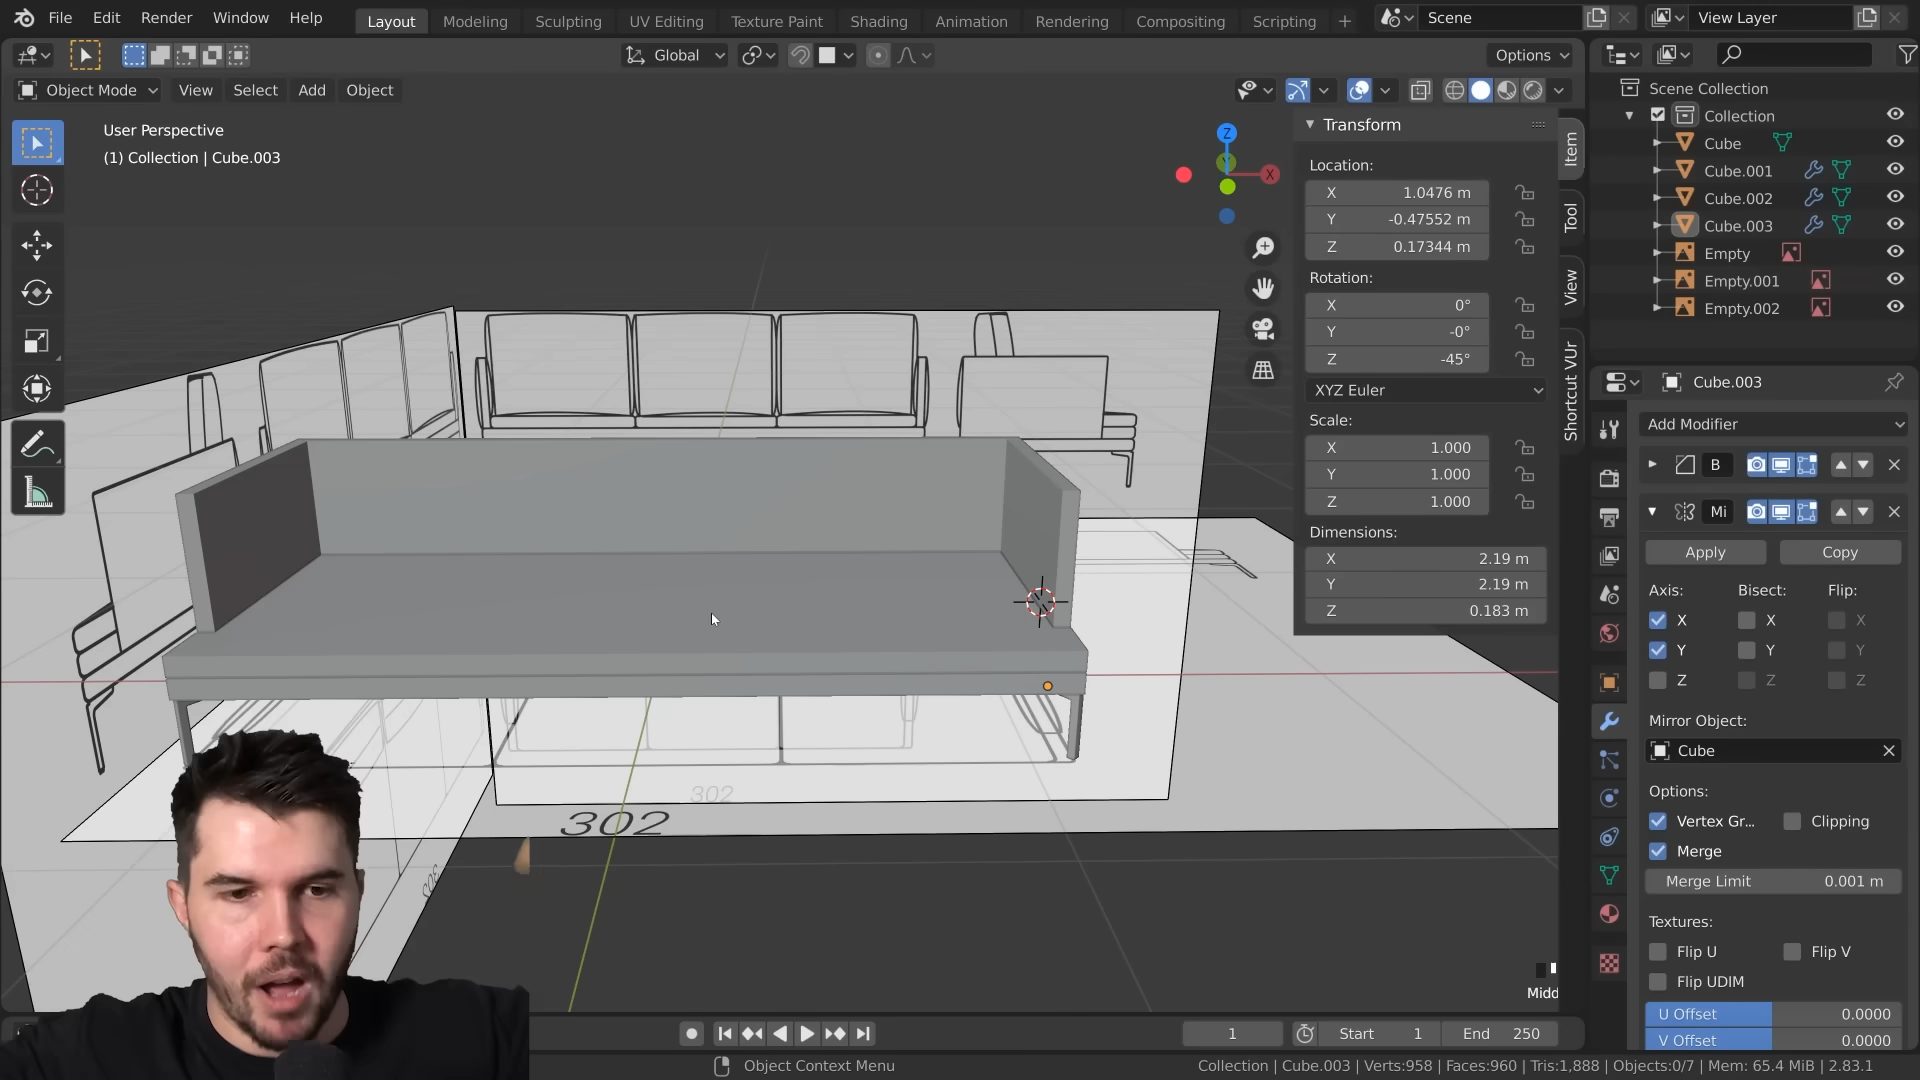 File Edit Render Window Help
Layout Modeling Sculpting UV Editing Texture Paint Shading Animation Rendering Compositing Scripting +
Scene
View Layer
Global
Options
Object Mode View Select Add Object
User Perspective
(1) Collection | Cube.003
Z
X
302
302
Midd
Transform
Location:
X 1.0476 m
Y -0.47552 m
Z 0.17344 m
Rotation:
X 0°
Y -0°
Z -45°
XYZ Euler
Scale:
X 1.000
Y 1.000
Z 1.000
Dimensions:
X 2.19 m
Y 2.19 m
Z 0.183 m
Item
Tool
View
Shortcut VUr
Scene Collection
Collection
Cube
Cube.001
Cube.002
Cube.003
Empty
Empty.001
Empty.002
Cube.003
Add Modifier
B
Mi
Apply Copy
Axis: Bisect: Flip:
X X X
Y Y Y
Z Z Z
Mirror Object:
Cube
Options:
Vertex Gr... Clipping
Merge
Merge Limit 0.001 m
Textures:
Flip U Flip V
Flip UDIM
U Offset 0.0000
V Offset 0.0000
1 Start 1 End 250
Object Context Menu
Collection | Cube.003 | Verts:958 | Faces:960 | Tris:1,888 | Objects:0/7 | Mem: 65.4 MiB | 2.83.1